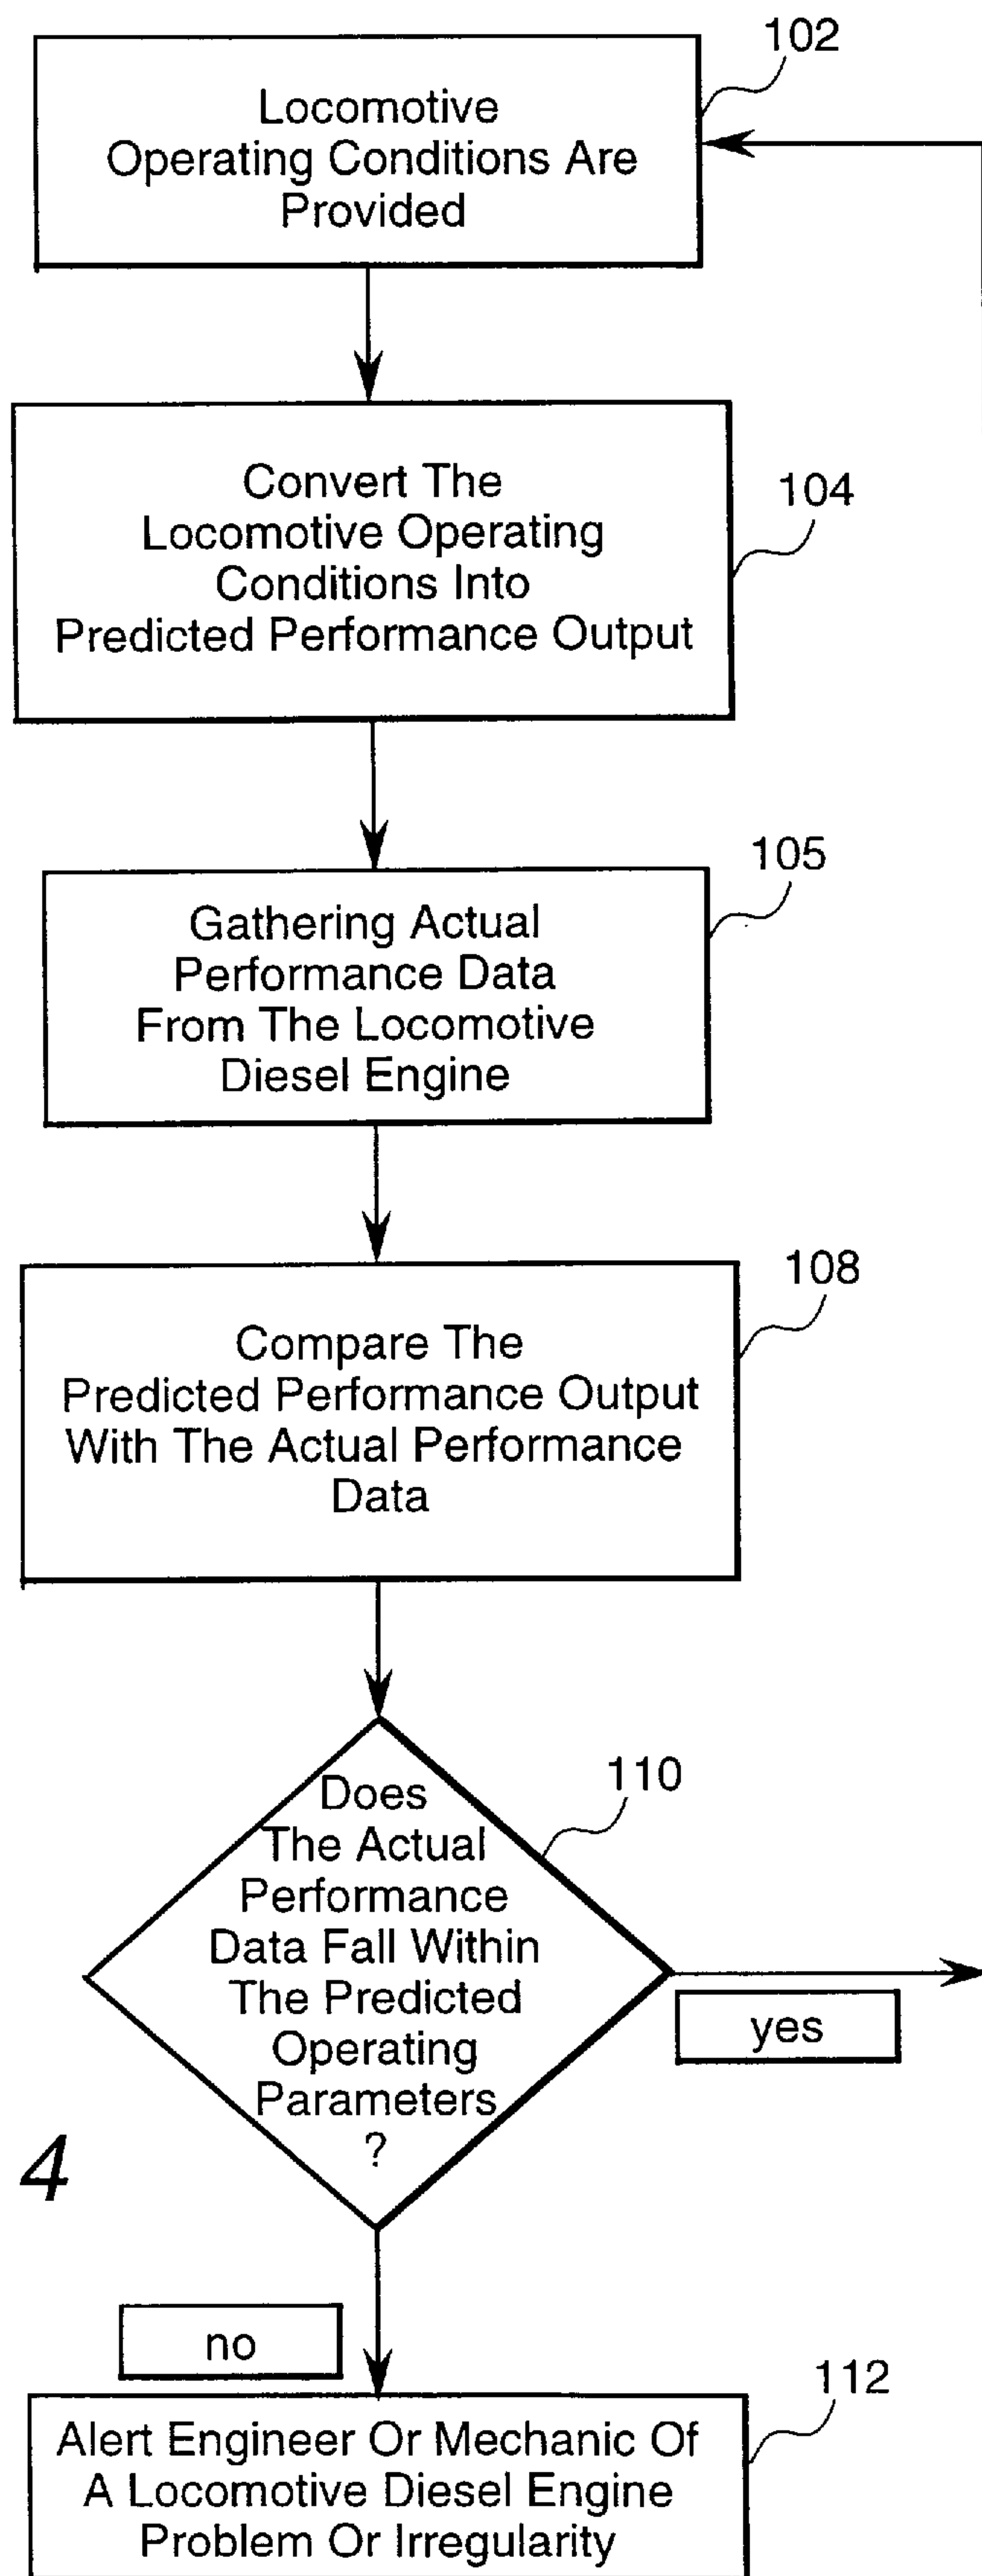 102
Locomotive
Operating Conditions Are
Provided
104
Convert The
Locomotive Operating
Conditions Into
Predicted Performance Output
105
Gathering Actual
Performance Data
From The Locomotive
Diesel Engine
108
Compare The
Predicted Performance Output
With The Actual Performance
Data
110
Does
The Actual
Performance
Data Fall Within
The Predicted
Operating
Parameters
?
yes
4
no
112
Alert Engineer Or Mechanic Of
A Locomotive Diesel Engine
Problem Or Irregularity